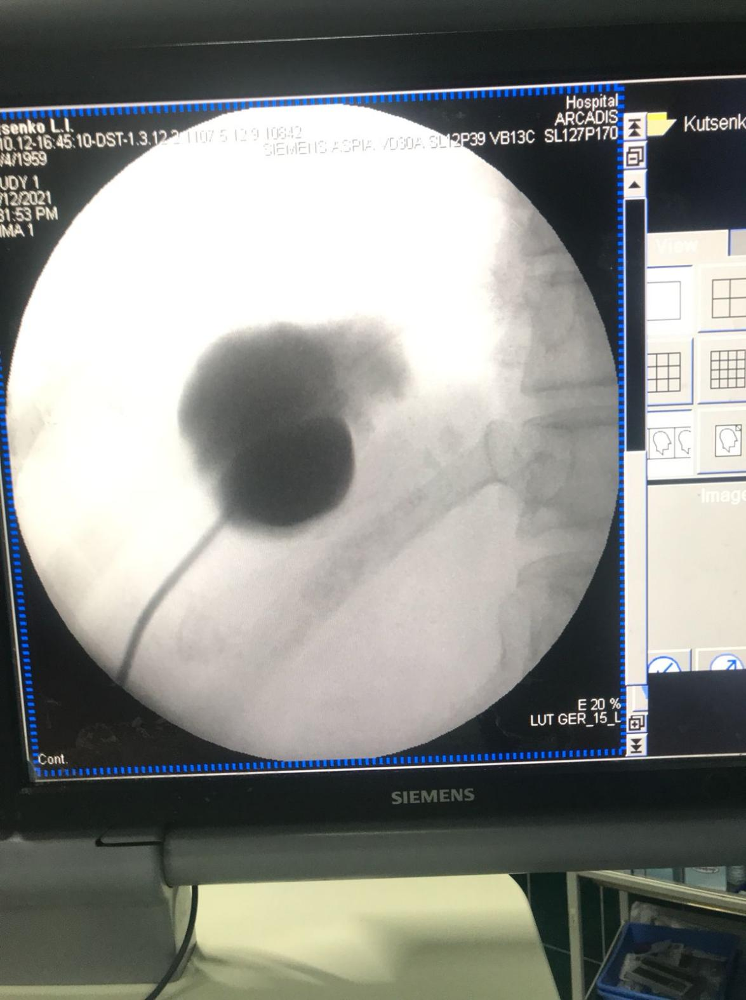 senko L.I.
10.12-16:45:10-DST-1.3.12.2.1107.5.12.9.10842
/4/1959
UDY 1
/12/2021
31:53 PM
IMA 1
Hospital
ARCADIS
SIEMENS ASPIA VD30A SL12P39 VB13C SL127P170
Kutsenk
View
Image
E 20 %
LUT GER_15_L
Cont.
SIEMENS